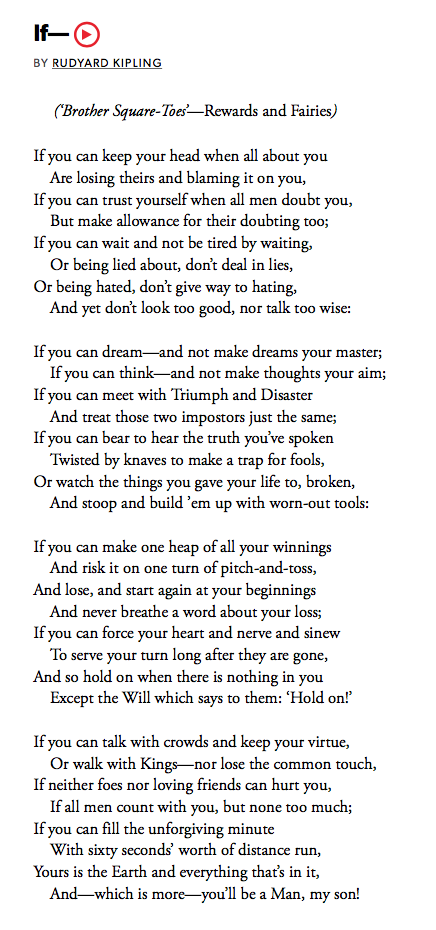 If—
BY RUDYARD KIPLING
(‘Brother Square-Toes’—Rewards and Fairies)
If you can keep your head when all about you
Are losing theirs and blaming it on you,
If you can trust yourself when all men doubt you,
But make allowance for their doubting too;
If you can wait and not be tired by waiting,
Or being lied about, don’t deal in lies,
Or being hated, don’t give way to hating,
And yet don’t look too good, nor talk too wise:
If you can dream—and not make dreams your master;
If you can think—and not make thoughts your aim;
If you can meet with Triumph and Disaster
And treat those two impostors just the same;
If you can bear to hear the truth you’ve spoken
Twisted by knaves to make a trap for fools,
Or watch the things you gave your life to, broken,
And stoop and build ’em up with worn-out tools:
If you can make one heap of all your winnings
And risk it on one turn of pitch-and-toss,
And lose, and start again at your beginnings
And never breathe a word about your loss;
If you can force your heart and nerve and sinew
To serve your turn long after they are gone,
And so hold on when there is nothing in you
Except the Will which says to them: ‘Hold on!’
If you can talk with crowds and keep your virtue,
Or walk with Kings—nor lose the common touch,
If neither foes nor loving friends can hurt you,
If all men count with you, but none too much;
If you can fill the unforgiving minute
With sixty seconds’ worth of distance run,
Yours is the Earth and everything that’s in it,
And—which is more—you’ll be a Man, my son!